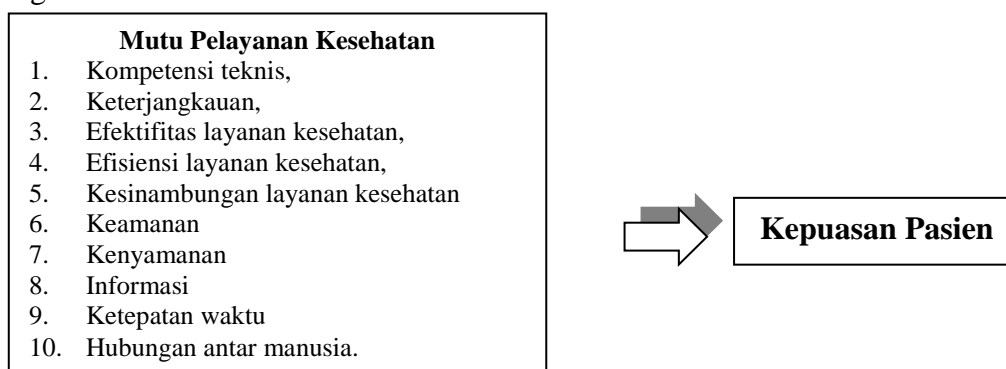 Mutu Pelayanan Kesehatan
1. Kompetensi teknis,
2. Keterjangkauan,
3. Efektifitas layanan kesehatan,
4. Efisiensi layanan kesehatan,
5. Kesinambungan layanan kesehatan
6. Keamanan
7. Kenyamanan
8. Informasi
9. Ketepatan waktu
10. Hubungan antar manusia.
Kepuasan Pasien